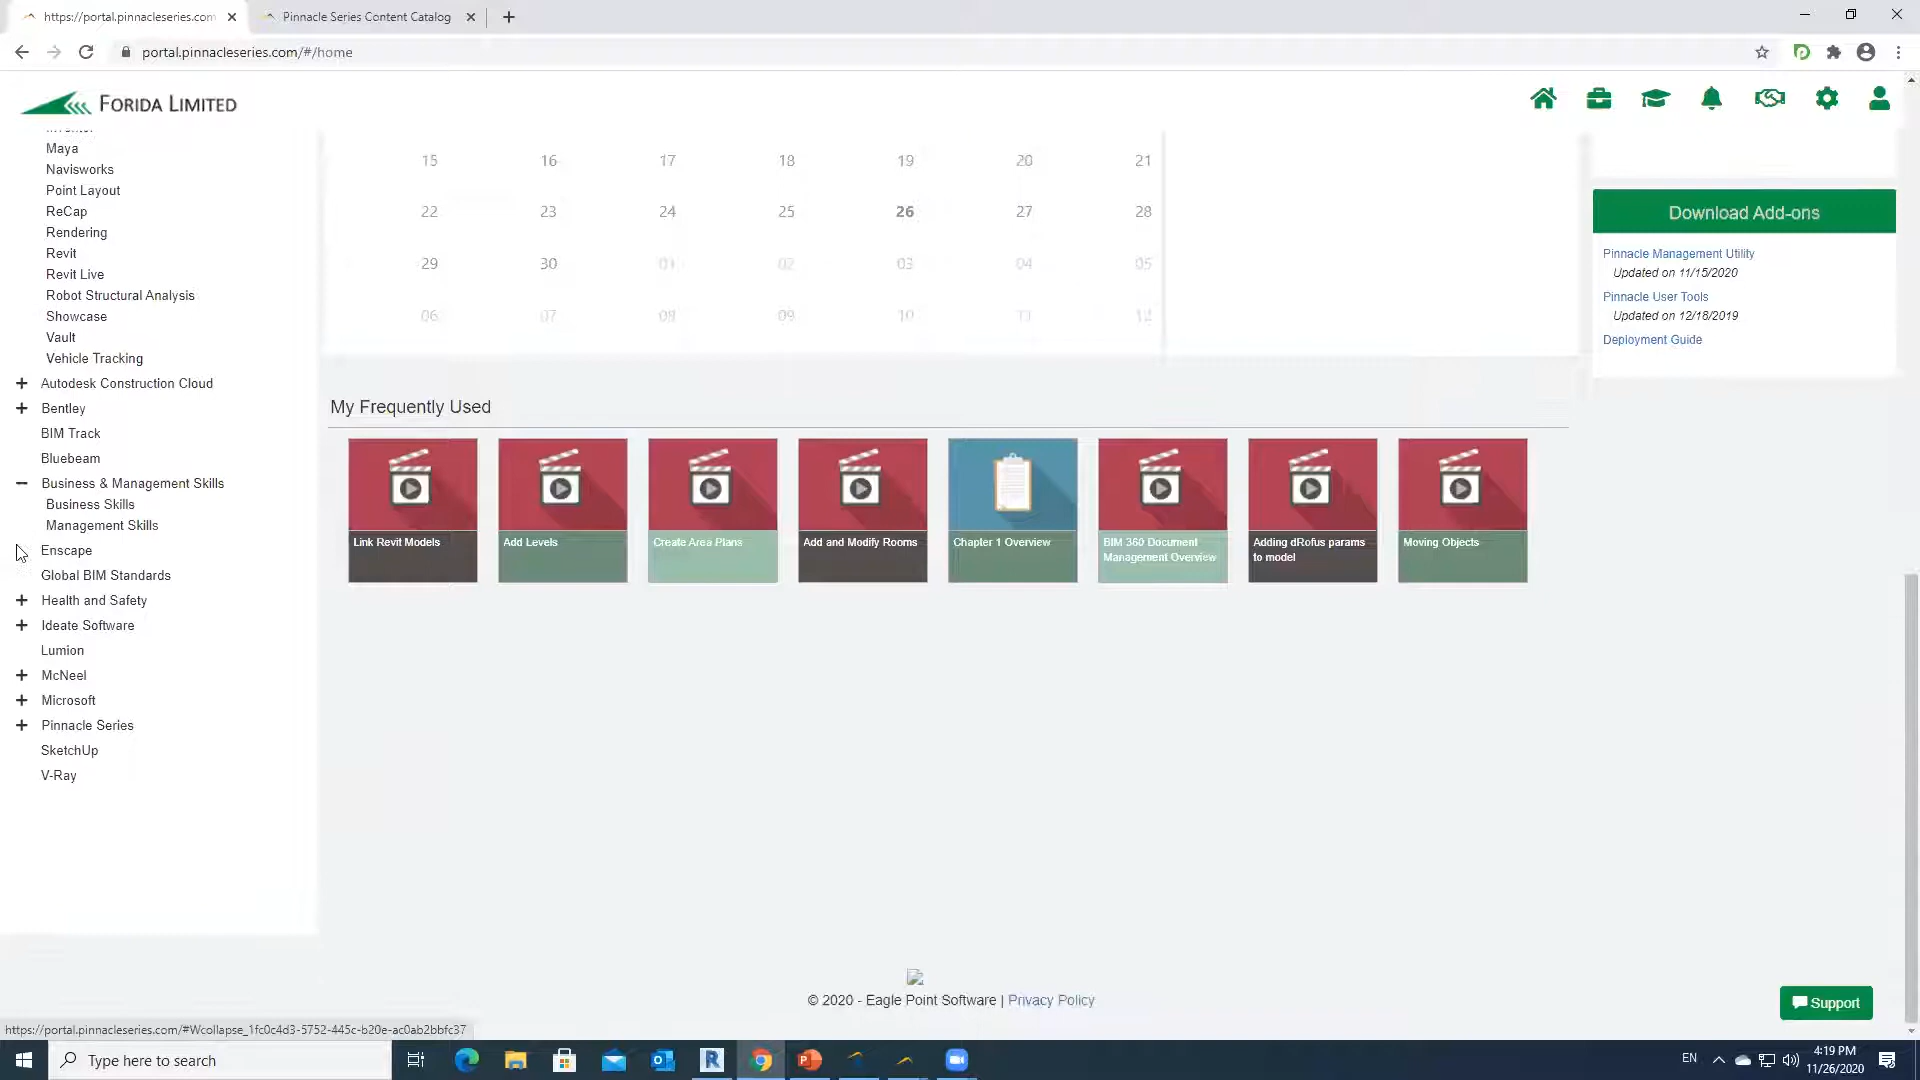 https://portal.pinnacleseries.com
Pinnacle Series Content Catalog
portal.pinnacleseries.com/#/home
FORIDA LIMITED
Maya
Navisworks
Point Layout
ReCap
Rendering
Revit
Revit Live
Robot Structural Analysis
Showcase
Vault
Vehicle Tracking
Autodesk Construction Cloud
Bentley
BIM Track
Bluebeam
Business & Management Skills
Business Skills
Management Skills
Enscape
Global BIM Standards
Health and Safety
Ideate Software
Lumion
McNeel
Microsoft
Pinnacle Series
SketchUp
V-Ray
15 16 17 18 19 20 21
22 23 24 25 26 27 28
29 30 01 02 03 04 05
06 07 08 09 10 11 12
Download Add-ons
Pinnacle Management Utility
Updated on 11/15/2020
Pinnacle User Tools
Updated on 12/18/2019
Deployment Guide
My Frequently Used
Link Revit Models
Add Levels
Create Area Plans
Add and Modify Rooms
Chapter 1 Overview
BIM 360 Document
Management Overview
Adding dRofus params
to model
Moving Objects
© 2020 - Eagle Point Software | Privacy Policy
Support
https://portal.pinnacleseries.com/#Wcollapse_1fc0c4d3-5752-445c-b20e-ac0ab2bbfc37
Type here to search
EN
4:19 PM
11/26/2020